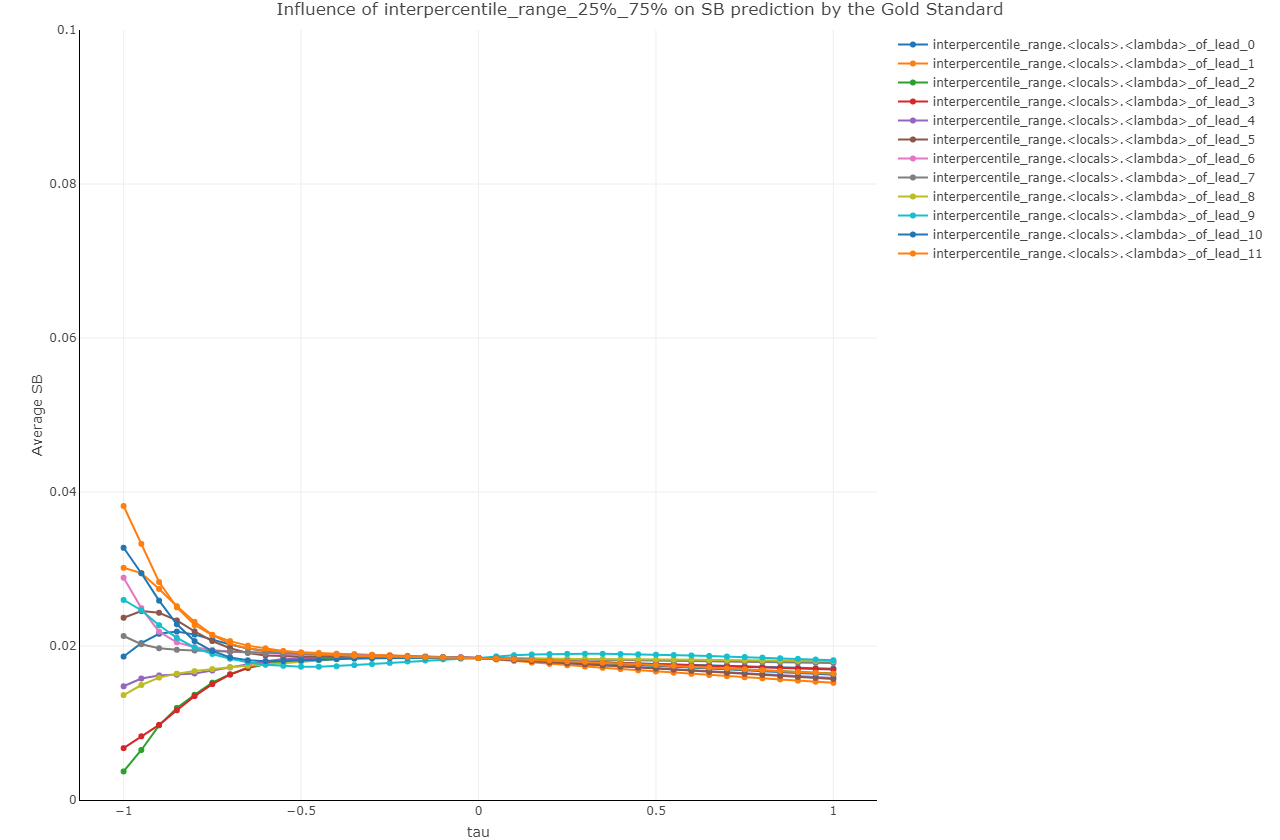 Influence of interpercentile_range_25%_75% on SB prediction by the Gold Standard
0.1
0.08
0.06
0.04
0.02
0
Average SB
−1
−0.5
0
0.5
1
tau
interpercentile_range.<locals>.<lambda>_of_lead_0
interpercentile_range.<locals>.<lambda>_of_lead_1
interpercentile_range.<locals>.<lambda>_of_lead_2
interpercentile_range.<locals>.<lambda>_of_lead_3
interpercentile_range.<locals>.<lambda>_of_lead_4
interpercentile_range.<locals>.<lambda>_of_lead_5
interpercentile_range.<locals>.<lambda>_of_lead_6
interpercentile_range.<locals>.<lambda>_of_lead_7
interpercentile_range.<locals>.<lambda>_of_lead_8
interpercentile_range.<locals>.<lambda>_of_lead_9
interpercentile_range.<locals>.<lambda>_of_lead_10
interpercentile_range.<locals>.<lambda>_of_lead_11